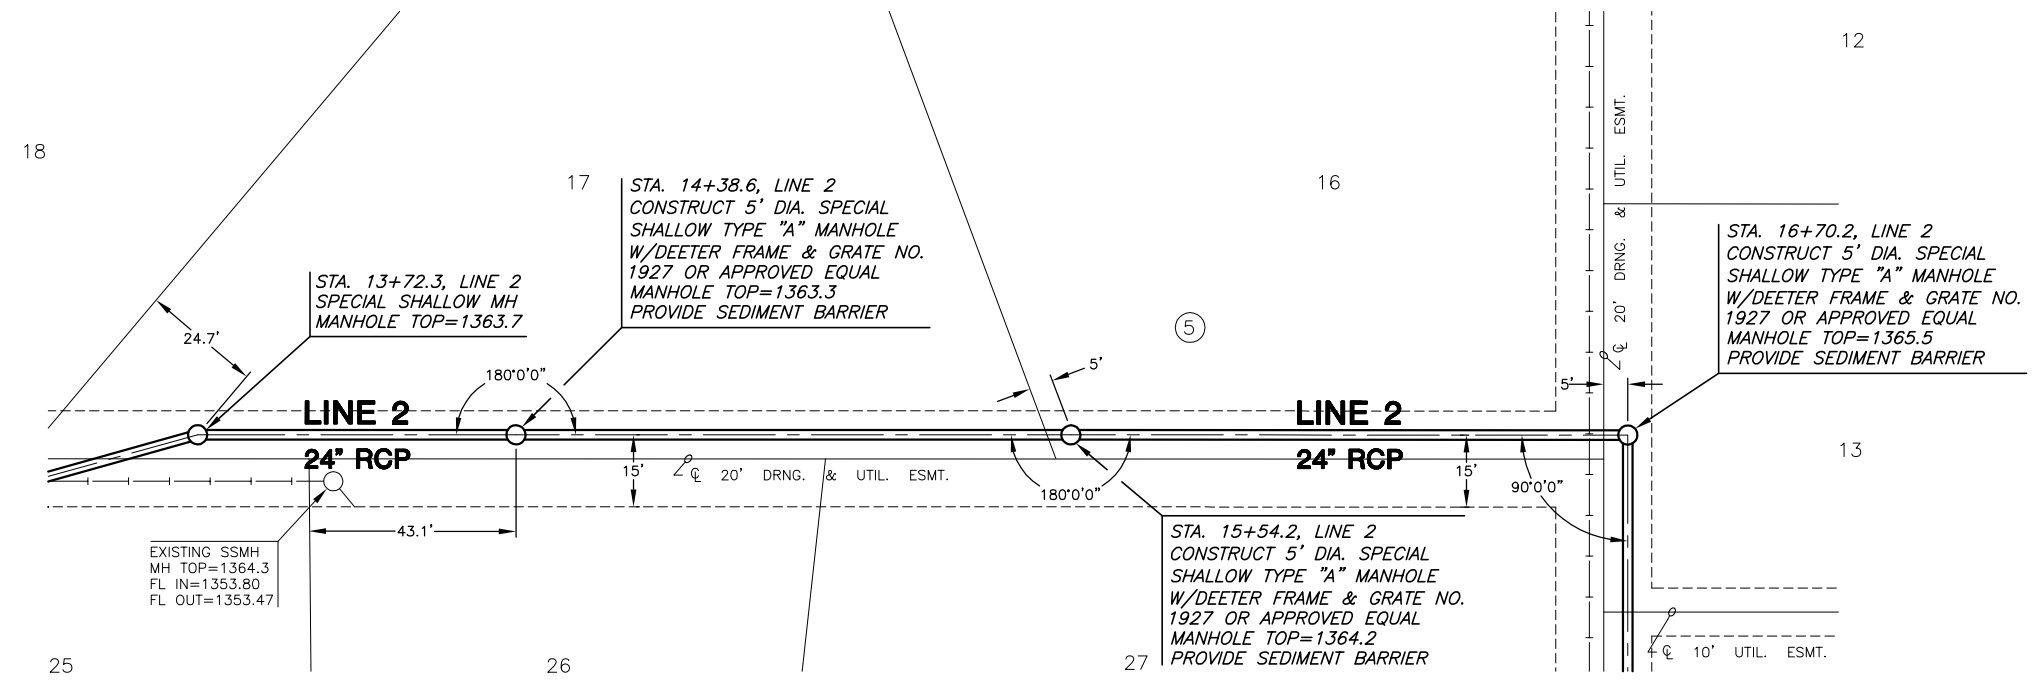 12
18
17
16
STA. 14+38.6, LINE 2
CONSTRUCT 5' DIA. SPECIAL
SHALLOW TYPE "A" MANHOLE
W/DEETER FRAME & GRATE NO.
1927 OR APPROVED EQUAL
MANHOLE TOP=1363.3
PROVIDE SEDIMENT BARRIER
℄ 20' DRNG. & UTIL. ESMT.
STA. 16+70.2, LINE 2
CONSTRUCT 5' DIA. SPECIAL
SHALLOW TYPE "A" MANHOLE
W/DEETER FRAME & GRATE NO.
1927 OR APPROVED EQUAL
MANHOLE TOP=1365.5
PROVIDE SEDIMENT BARRIER
STA. 13+72.3, LINE 2
SPECIAL SHALLOW MH
MANHOLE TOP=1363.7
24.7'
5
180°0'0"
5'
5'
LINE 2
24" RCP
LINE 2
24" RCP
13
15'
℄ 20' DRNG. & UTIL. ESMT.
180°0'0"
15'
90°0'0"
43.1'
EXISTING SSMH
MH TOP=1364.3
FL IN=1353.80
FL OUT=1353.47
STA. 15+54.2, LINE 2
CONSTRUCT 5' DIA. SPECIAL
SHALLOW TYPE "A" MANHOLE
W/DEETER FRAME & GRATE NO.
1927 OR APPROVED EQUAL
MANHOLE TOP=1364.2
PROVIDE SEDIMENT BARRIER
℄ 10' UTIL. ESMT.
25
26
27